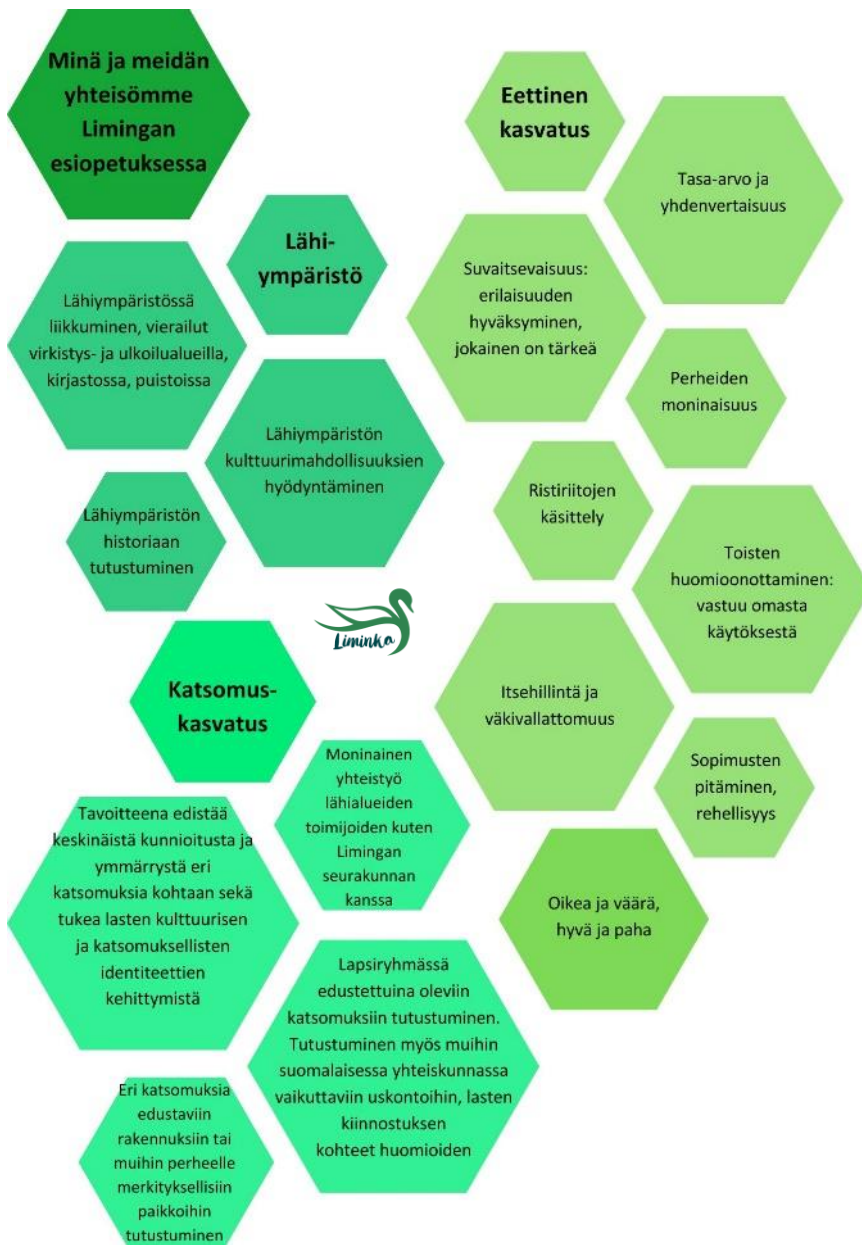 Minä ja meidän
yhteisömme
Limingan
esiopetuksessa
Lähi-
ympäristö
Lähiympäristössä
liikkuminen, vierailut
virkistys- ja ulkoilualueilla,
kirjastossa, puistoissa
Lähiympäristön
kulttuurimahdollisuuksien
hyödyntäminen
Lähiympäristön
historiaan
tutustuminen
Liminka
Katsomus-
kasvatus
Moninainen
yhteistyö
lähialueiden
toimijoiden kuten
Limingan
seurakunnan
kanssa
Tavoitteena edistää
keskinäistä kunnioitusta ja
ymmärrystä eri
katsomuksia kohtaan sekä
tukea lasten kulttuurisen
ja katsomuksellisten
identiteettien
kehittymistä
Lapsiryhmässä
edustettuina oleviin
katsomuksiin tutustuminen.
Tutustuminen myös muihin
suomalaisessa yhteiskunnassa
vaikuttaviin uskontoihin, lasten
kiinnostuksen
kohteet huomioiden
Eri katsomuksia
edustaviin
rakennuksiin tai
muihin perheelle
merkityksellisiin
paikkoihin
tutustuminen
Eettinen
kasvatus
Tasa-arvo ja
yhdenvertaisuus
Suvaitsevaisuus:
erilaisuuden
hyväksyminen,
jokainen on tärkeä
Perheiden
moninaisuus
Ristiriitojen
käsittely
Toisten
huomioonottaminen:
vastuu omasta
käytöksestä
Itsehillintä ja
väkivallattomuus
Sopimusten
pitäminen,
rehellisyys
Oikea ja väärä,
hyvä ja paha